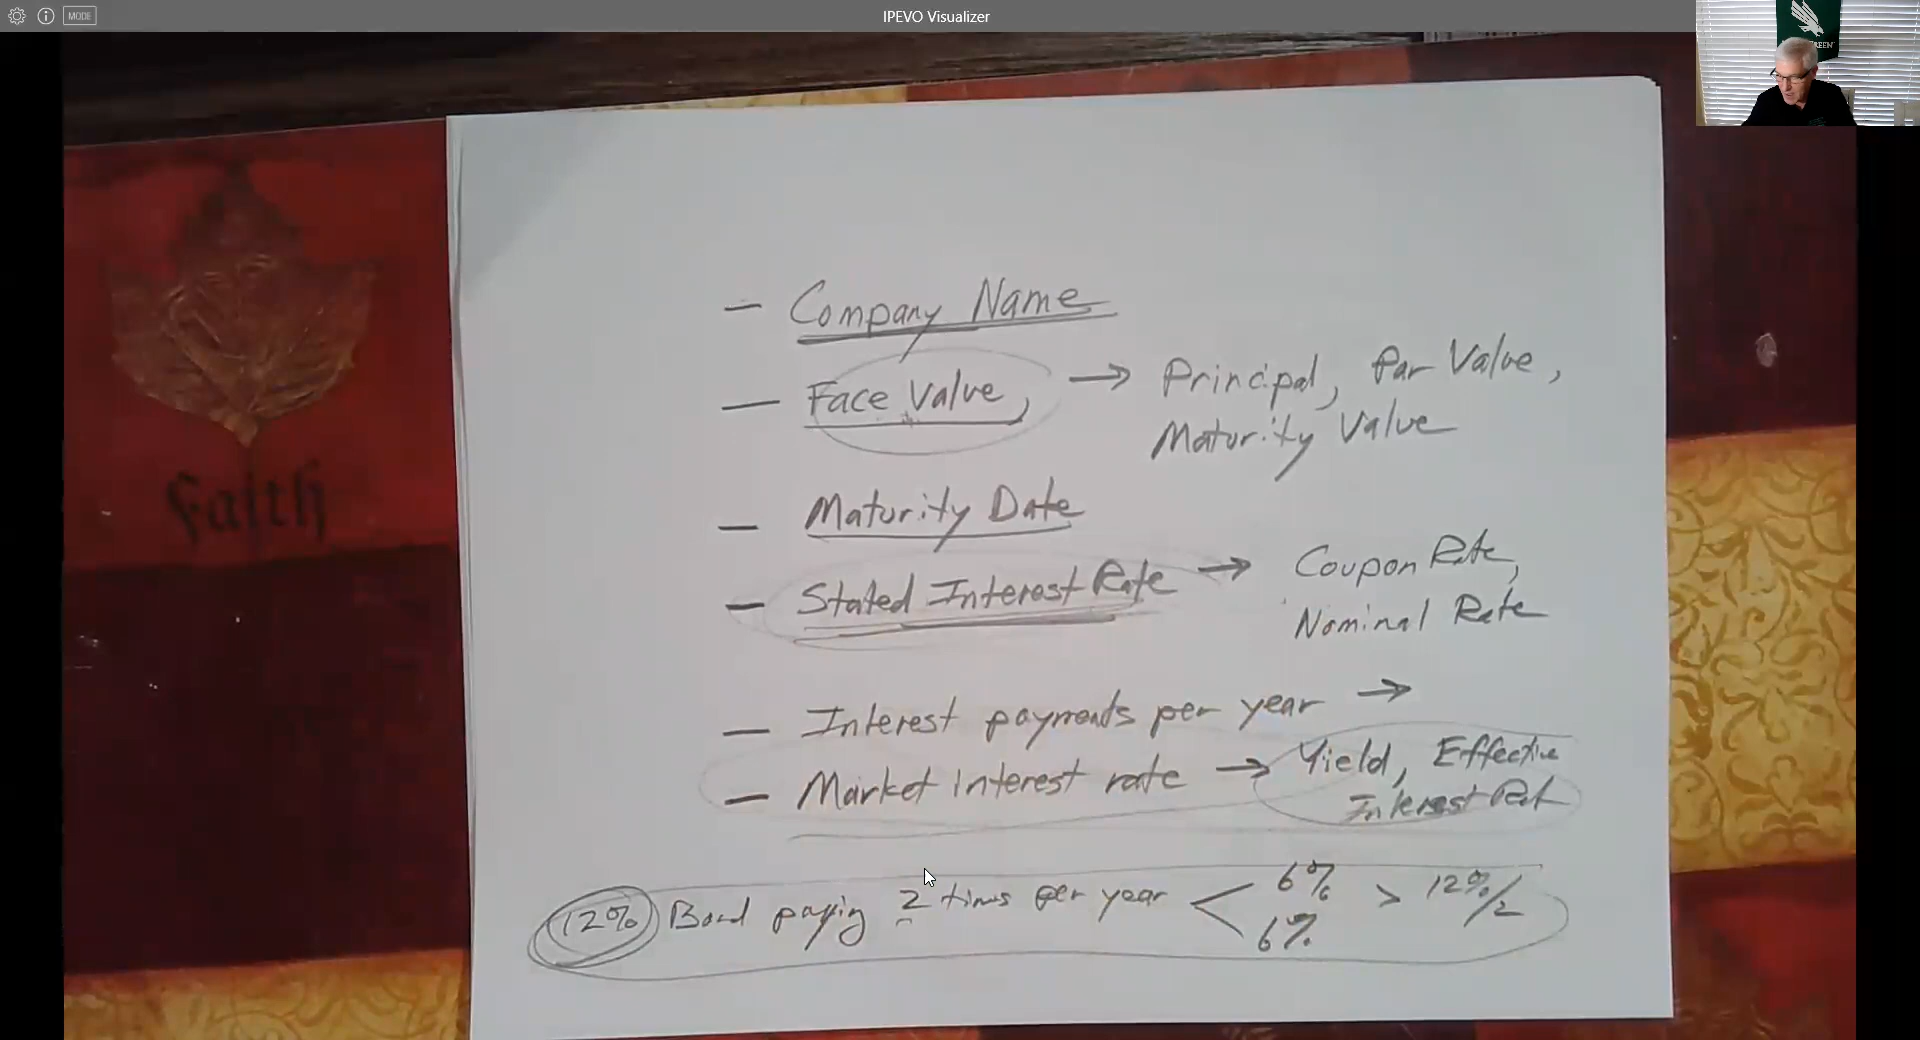 MODE
IPEVO Visualizer
GREEN
— Company Name
— Face Value, → Principal, Par Value,
Maturity Value
Faith
— Maturity Date
— Stated Interest Rate → Coupon Rate,
Nominal Rate
— Interest payments per year →
— Market interest rate → Yield, Effective
Interest Rate
12% Bond paying 2 times per year < 6% > 12%/2
6%